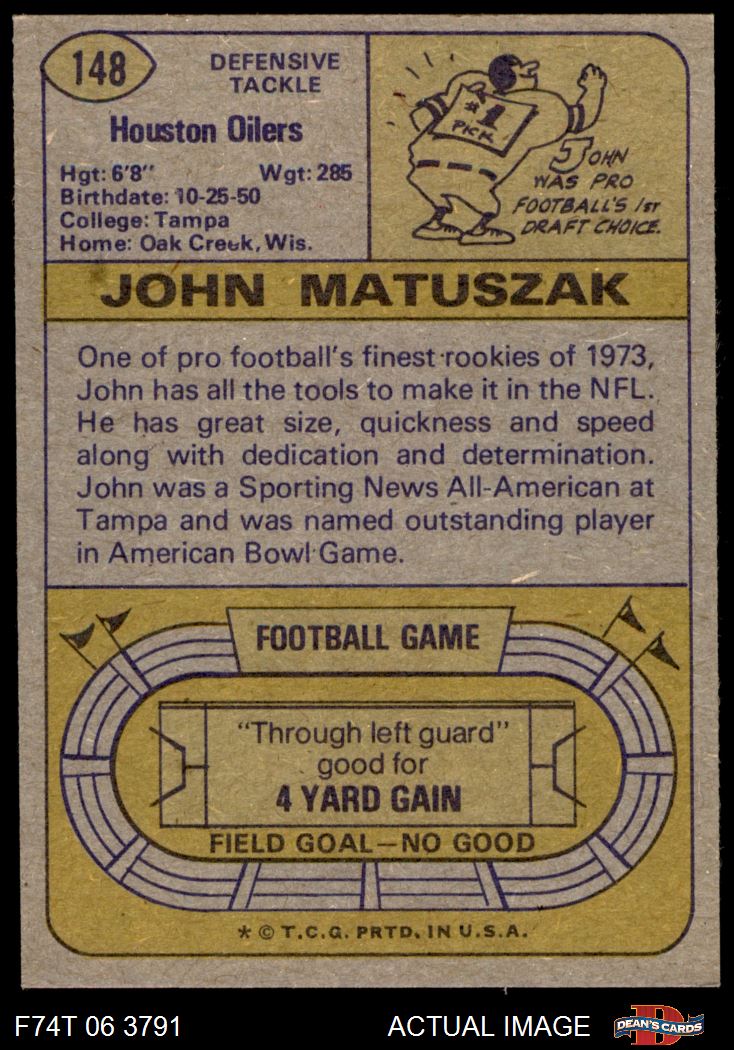 148
DEFENSIVE
TACKLE
Houston Oilers
Hgt: 6'8" Wgt: 285
Birthdate: 10-25-50
College: Tampa
Home: Oak Creek, Wis.
#1
PICK
JOHN
WAS PRO
FOOTBALL'S 1ST
DRAFT CHOICE.
JOHN MATUSZAK
One of pro football's finest rookies of 1973,
John has all the tools to make it in the NFL.
He has great size, quickness and speed
along with dedication and determination.
John was a Sporting News All-American at
Tampa and was named outstanding player
in American Bowl Game.
FOOTBALL GAME
"Through left guard"
good for
4 YARD GAIN
FIELD GOAL—NO GOOD
* © T.C.G. PRTD. IN U.S.A.
F74T 06 3791 ACTUAL IMAGE
D
DEAN'S CARDS